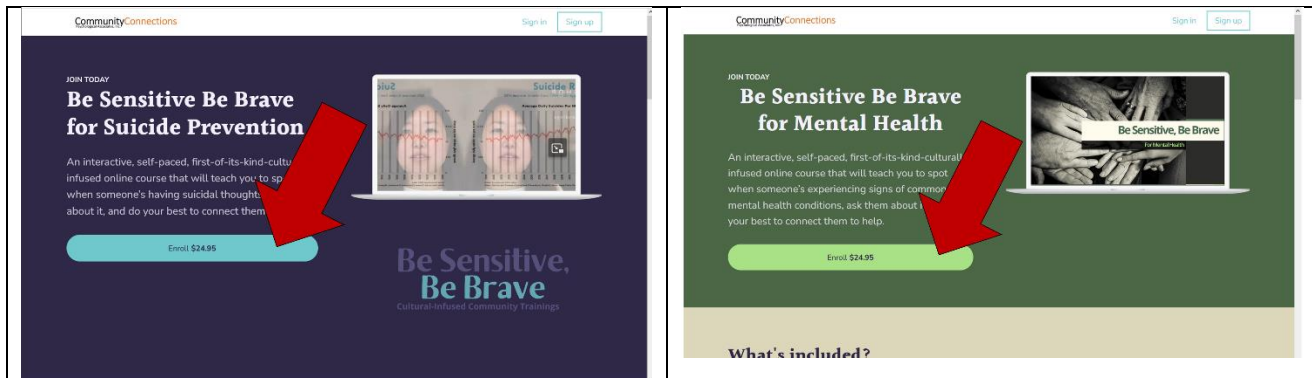 CommunityConnections
Sign in
Sign up
JOIN TODAY
Be Sensitive Be Brave
for Suicide Prevention
An interactive, self-paced, first-of-its-kind-cultu
infused online course that will teach you to sp
when someone's having suicidal thoughts
about it, and do your best to connect them
Enroll $24.95
Suicide R
Be Sensitive,
Be Brave
Cultural-Infused Community Trainings
CommunityConnections
Sign in
Sign up
JOIN TODAY
Be Sensitive Be Brave
for Mental Health
An interactive, self-paced, first-of-its-kind-cultural
infused online course that will teach you to spot
when someone's experiencing signs of common
mental health conditions, ask them about i
your best to connect them to help.
Enroll $24.95
Be Sensitive, Be Brave
For Mental Health
What's included?